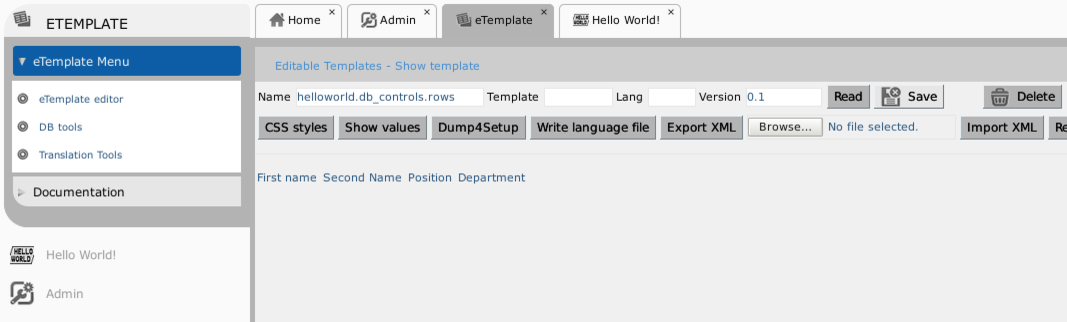 ETEMPLATE
eTemplate Menu
eTemplate editor
DB tools
Translation Tools
Documentation
HELLO WORLD
Hello World!
Admin
Home × Admin × eTemplate × HELLO WORLD Hello World! ×
Editable Templates - Show template
Name helloworld.db_controls.rows Template Lang Version 0.1 Read Save Delete
CSS styles Show values Dump4Setup Write language file Export XML Browse... No file selected. Import XML Re
First name Second Name Position Department